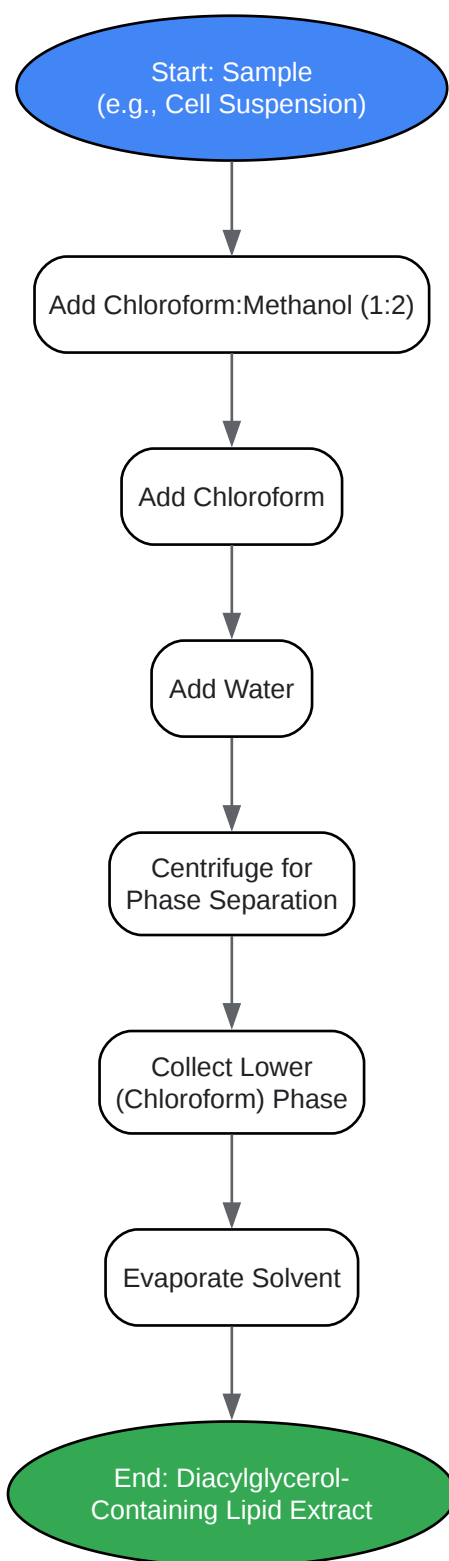 Start: Sample
(e.g., Cell Suspension)
Add Chloroform:Methanol (1:2)
Add Chloroform
Add Water
Centrifuge for
Phase Separation
Collect Lower
(Chloroform) Phase
Evaporate Solvent
End: Diacylglycerol-
Containing Lipid Extract